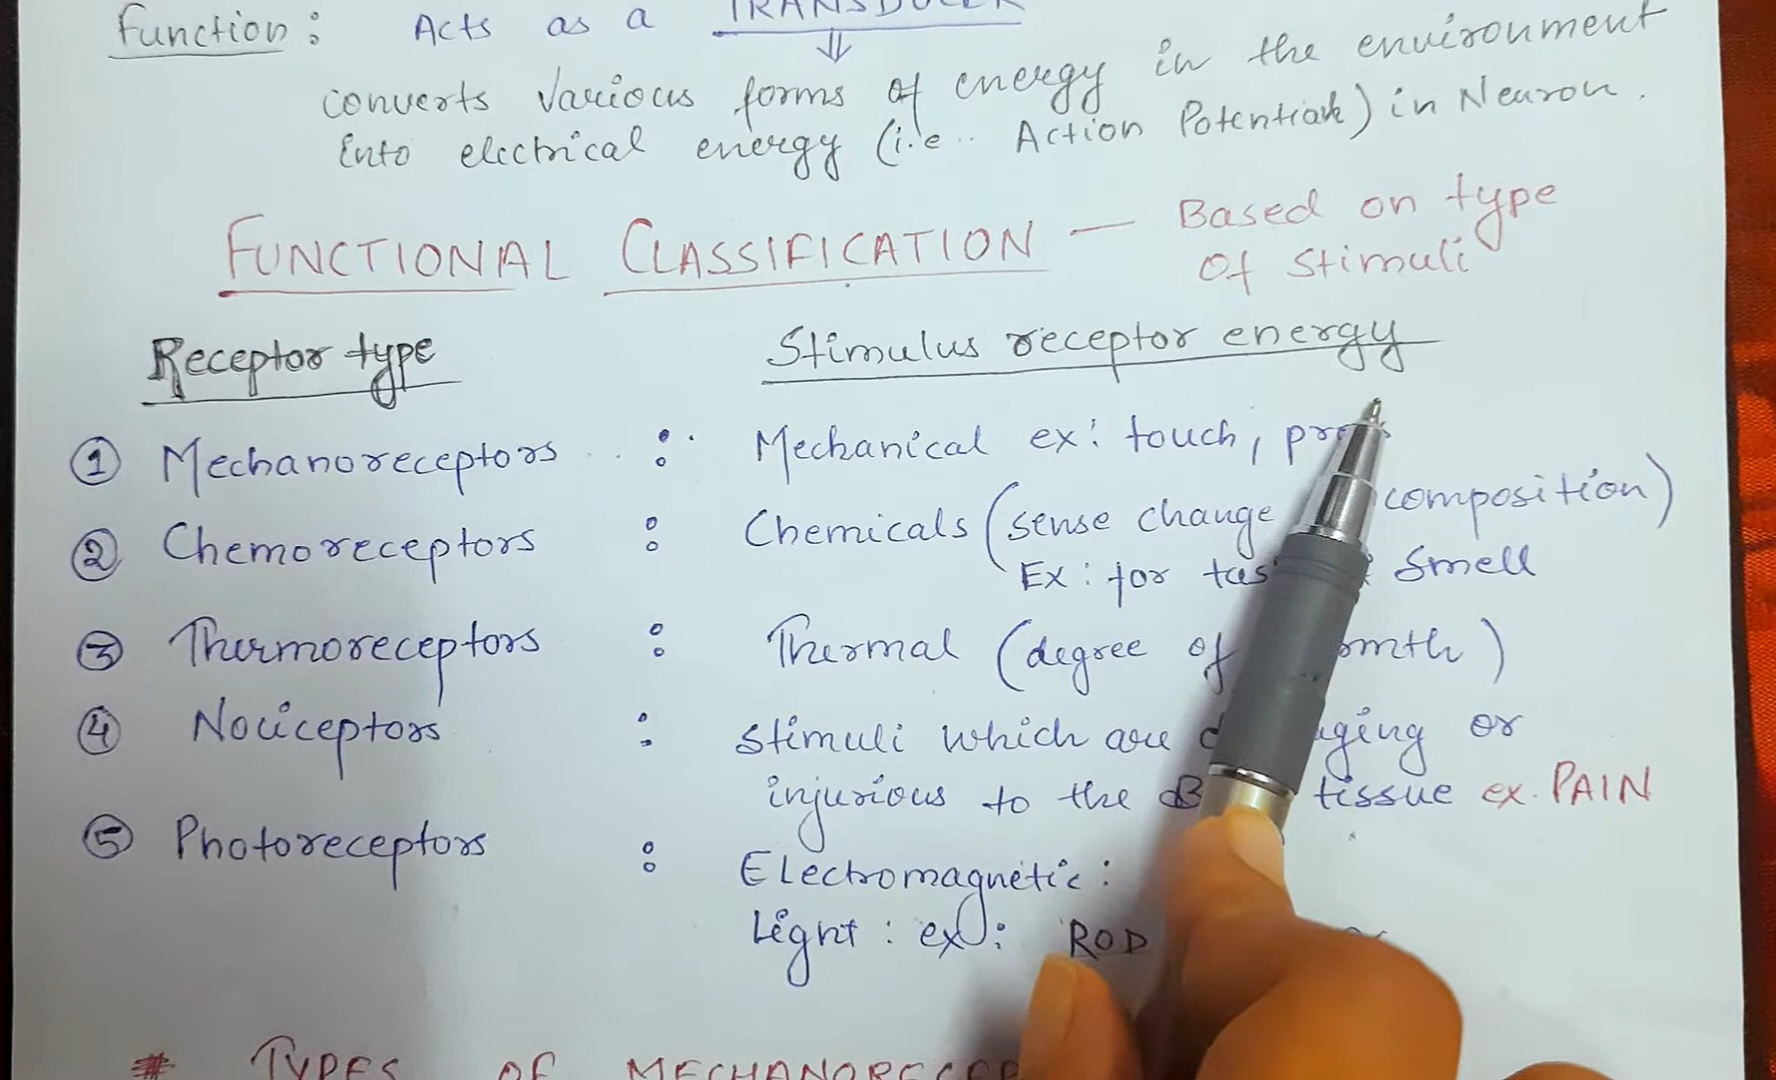 Function : Acts as a TRANSDUCER
⇓
converts various forms of energy in the environment
Into electrical energy (i.e.. Action Potential) in Neuron.
FUNCTIONAL CLASSIFICATION — Based on type
Of Stimuli
Receptor type Stimulus receptor energy
① Mechanoreceptors : Mechanical ex: touch,
② Chemoreceptors : Chemicals (sense change composition)
Ex: for & Smell
③ Thermoreceptors : Thermal (degree of )
④ Nociceptors : Stimuli which are or
injurious to the tissue ex. PAIN
⑤ Photoreceptors : Electromagnetic :
Light : ex : ROD
# TYPES OF